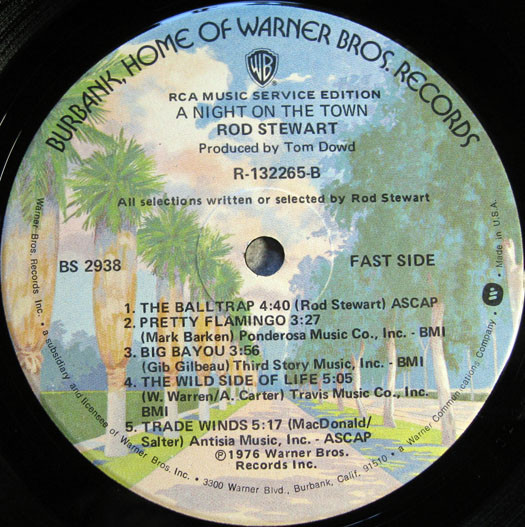 BURBANK, HOME OF WARNER BROS. RECORDS
WB
RCA MUSIC SERVICE EDITION
A NIGHT ON THE TOWN
ROD STEWART
Produced by Tom Dowd
R-132265-B
All selections written or selected by Rod Stewart
BS 2938
FAST SIDE
1. THE BALLTRAP 4:40 (Rod Stewart) ASCAP
2. PRETTY FLAMINGO 3:27
(Mark Barken) Ponderosa Music Co., Inc. - BMI
3. BIG BAYOU 3:56
(Gib Gilbeau) Third Story Music, Inc. - BMI
4. THE WILD SIDE OF LIFE 5:05
(W. Warren/A. Carter) Travis Music Co., Inc.
BMI
5. TRADE WINDS 5:17 (MacDonald/
Salter) Antisia Music, Inc. - ASCAP
℗1976 Warner Bros.
Records Inc.
Warner Bros. Records Inc. • a subsidiary and licensee of Warner Bros. Inc. • 3300 Warner Blvd., Burbank, Calif. 91510 • a Warner Communications Company • Made in U.S.A.